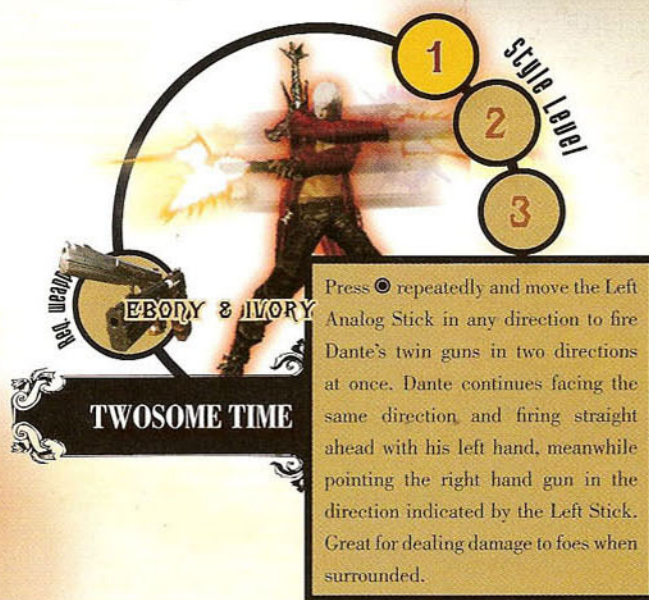 1
Style Level
2
3
Req.
EBONY & IVORY
TWOSOME TIME
Press ◉ repeatedly and move the Left
Analog Stick in any direction to fire
Dante's twin guns in two directions
at once. Dante continues facing the
same direction and firing straight
ahead with his left hand, meanwhile
pointing the right hand gun in the
direction indicated by the Left Stick.
Great for dealing damage to foes when
surrounded.